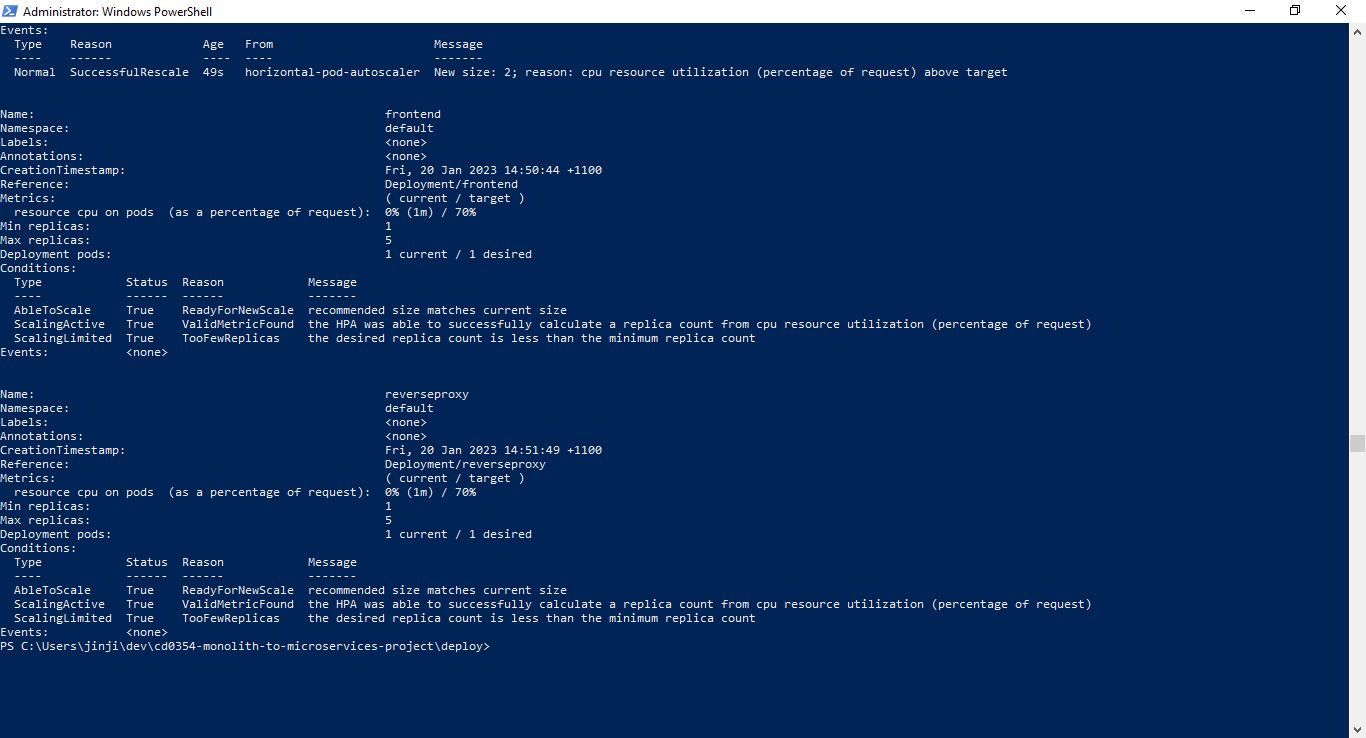 Administrator: Windows PowerShell
Events:
  Type    Reason             Age   From                       Message
  ----    ------             ----  ----                       -------
  Normal  SuccessfulRescale  49s   horizontal-pod-autoscaler  New size: 2; reason: cpu resource utilization (percentage of request) above target
Name:                                                  frontend
Namespace:                                             default
Labels:                                                <none>
Annotations:                                           <none>
CreationTimestamp:                                     Fri, 20 Jan 2023 14:50:44 +1100
Reference:                                             Deployment/frontend
Metrics:                                               ( current / target )
  resource cpu on pods  (as a percentage of request):  0% (1m) / 70%
Min replicas:                                          1
Max replicas:                                          5
Deployment pods:                                       1 current / 1 desired
Conditions:
  Type            Status  Reason            Message
  ----            ------  ------            -------
  AbleToScale     True    ReadyForNewScale  recommended size matches current size
  ScalingActive   True    ValidMetricFound  the HPA was able to successfully calculate a replica count from cpu resource utilization (percentage of request)
  ScalingLimited  True    TooFewReplicas    the desired replica count is less than the minimum replica count
Events:           <none>
Name:                                                  reverseproxy
Namespace:                                             default
Labels:                                                <none>
Annotations:                                           <none>
CreationTimestamp:                                     Fri, 20 Jan 2023 14:51:49 +1100
Reference:                                             Deployment/reverseproxy
Metrics:                                               ( current / target )
  resource cpu on pods  (as a percentage of request):  0% (1m) / 70%
Min replicas:                                          1
Max replicas:                                          5
Deployment pods:                                       1 current / 1 desired
Conditions:
  Type            Status  Reason            Message
  ----            ------  ------            -------
  AbleToScale     True    ReadyForNewScale  recommended size matches current size
  ScalingActive   True    ValidMetricFound  the HPA was able to successfully calculate a replica count from cpu resource utilization (percentage of request)
  ScalingLimited  True    TooFewReplicas    the desired replica count is less than the minimum replica count
Events:           <none>
PS C:\Users\jinji\dev\cd0354-monolith-to-microservices-project\deploy>